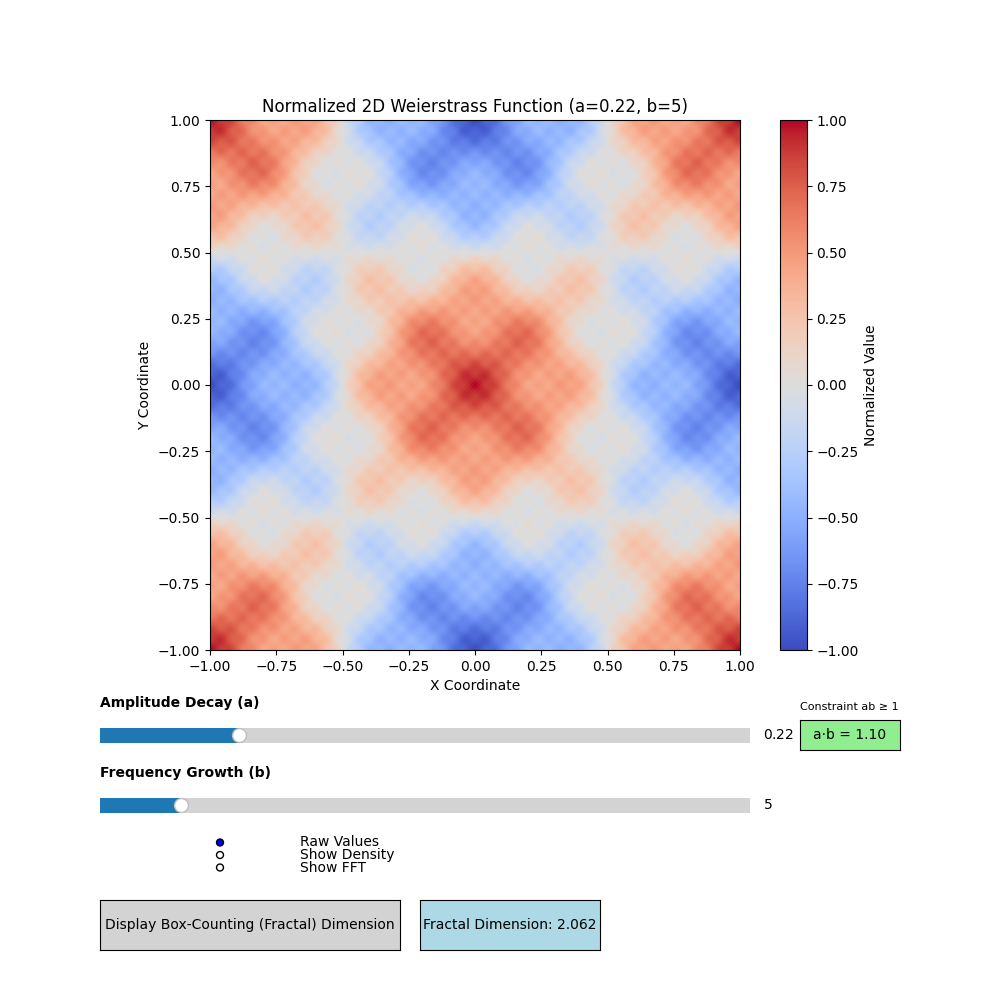 Normalized 2D Weierstrass Function (a=0.22, b=5)
1.00
0.75
0.50
0.25
0.00
−0.25
−0.50
−0.75
−1.00
Y Coordinate
−1.00 −0.75 −0.50 −0.25 0.00 0.25 0.50 0.75 1.00
X Coordinate
1.00
0.75
0.50
0.25
0.00
−0.25
−0.50
−0.75
−1.00
Normalized Value
Amplitude Decay (a)
0.22
Constraint ab ≥ 1
a·b = 1.10
Frequency Growth (b)
5
Raw Values
Show Density
Show FFT
Display Box-Counting (Fractal) Dimension
Fractal Dimension: 2.062